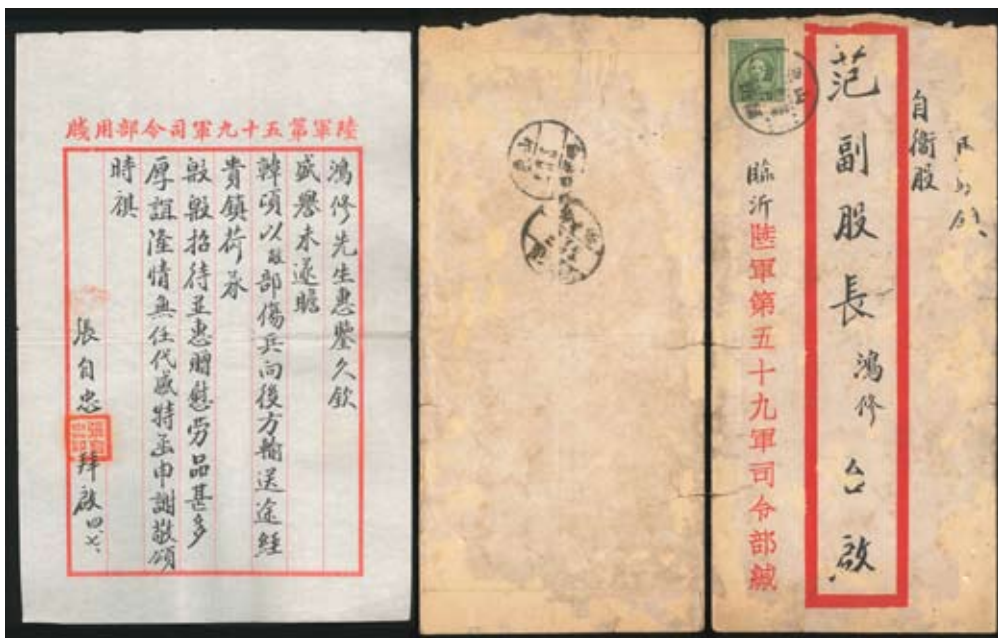 陸軍第五十九軍司令部用牋
鴻修先生惠鑒久欽
盛譽未遂瞻
韓頃以敝部傷兵向後方輸送途經
貴鎮荷承
殷殷招待並惠贈慰勞品甚多
厚誼隆情無任代感特函申謝敬頌
時祺
張自忠拜啟
自衛股
范副股長鴻修台啟
臨沂陸軍第五十九軍司令部緘